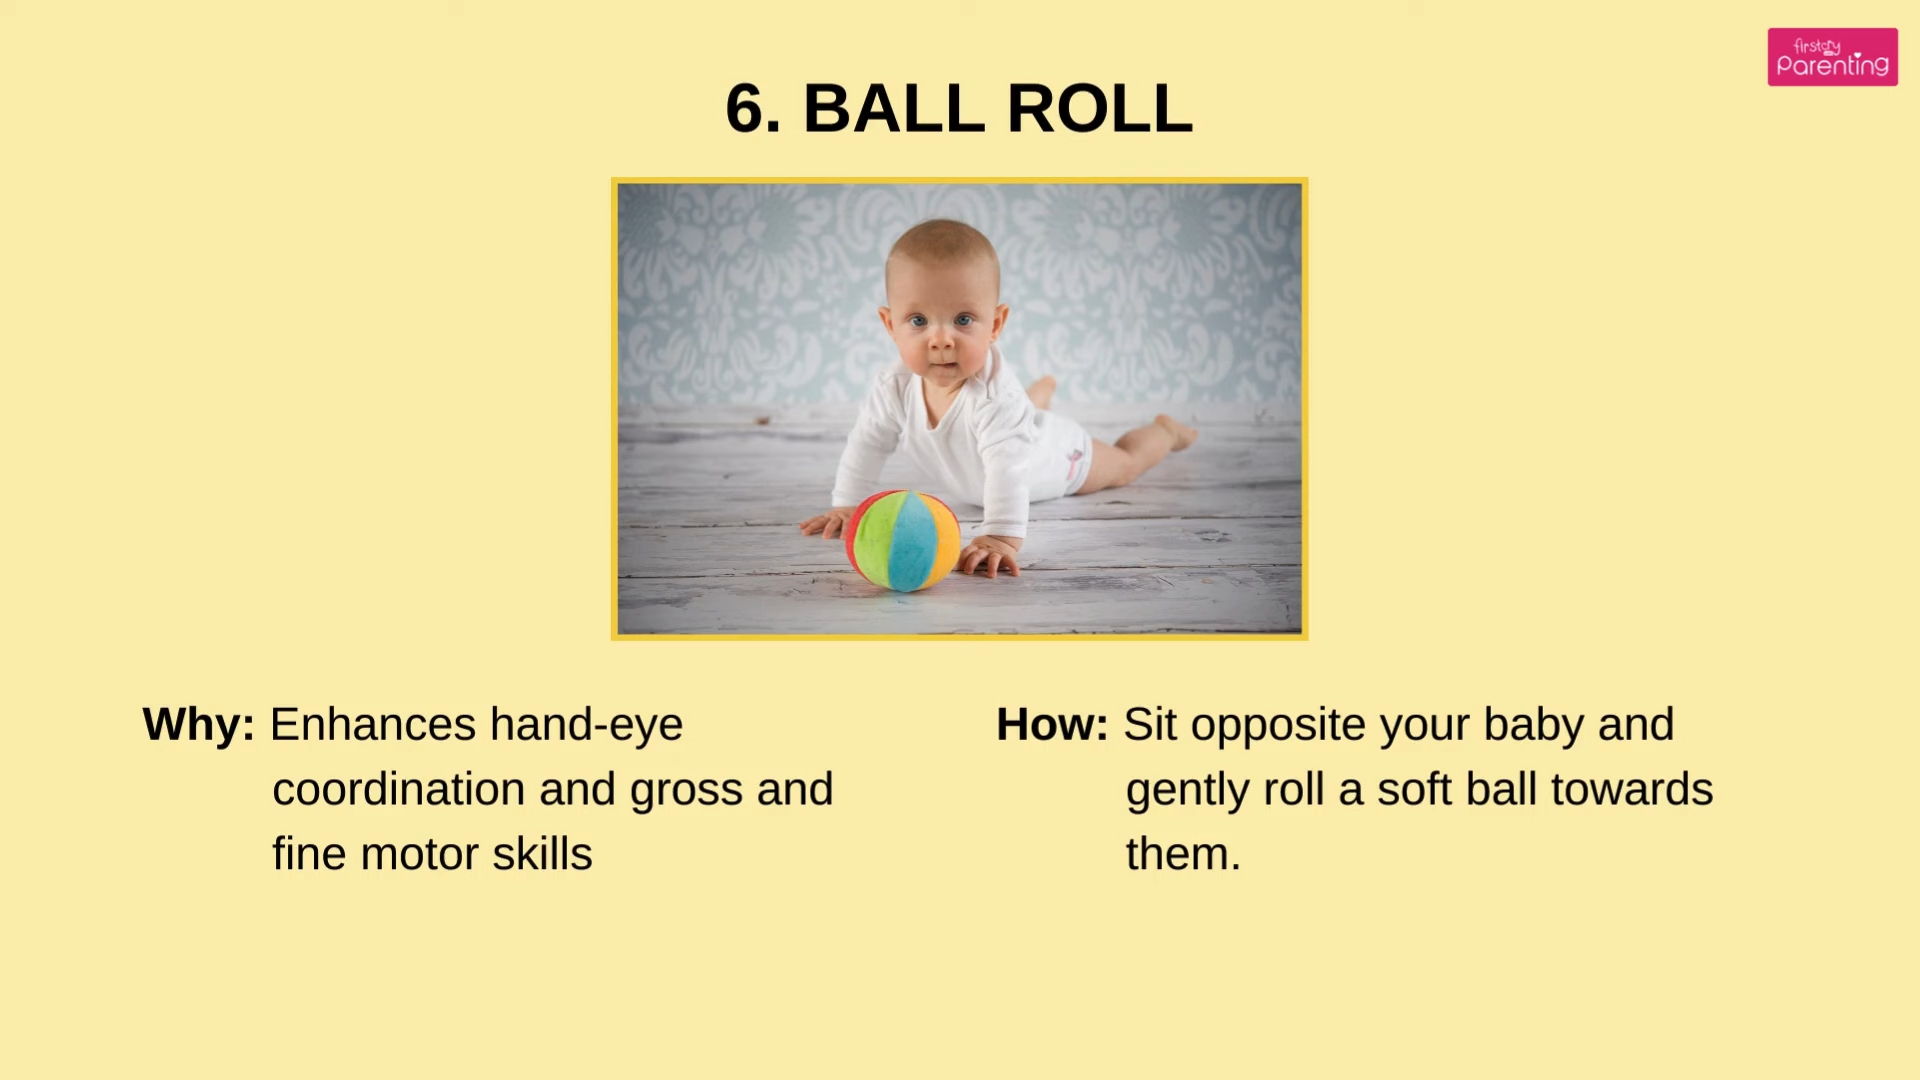 firstcry
Parenting
6. BALL ROLL
Why: Enhances hand-eye
coordination and gross and
fine motor skills
How: Sit opposite your baby and
gently roll a soft ball towards
them.